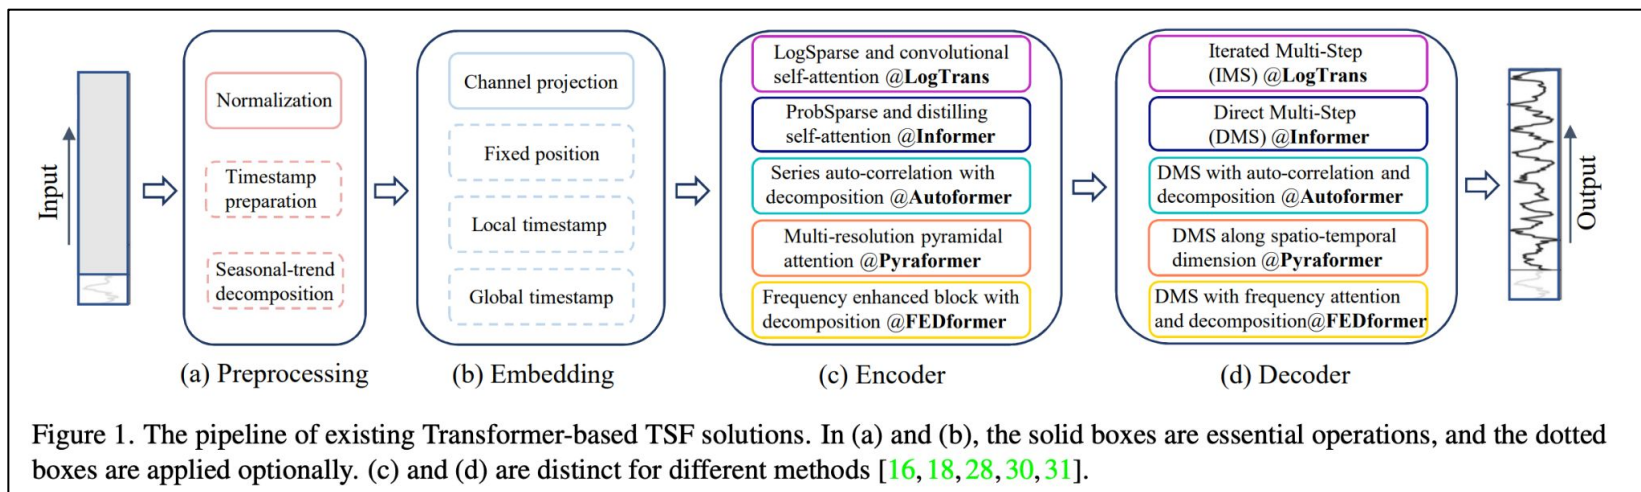 Input
Normalization
Timestamp
preparation
Seasonal-trend
decomposition
(a) Preprocessing
Channel projection
Fixed position
Local timestamp
Global timestamp
(b) Embedding
LogSparse and convolutional
self-attention @LogTrans
ProbSparse and distilling
self-attention @Informer
Series auto-correlation with
decomposition @Autoformer
Multi-resolution pyramidal
attention @Pyraformer
Frequency enhanced block with
decomposition @FEDformer
(c) Encoder
Iterated Multi-Step
(IMS) @LogTrans
Direct Multi-Step
(DMS) @Informer
DMS with auto-correlation and
decomposition @Autoformer
DMS along spatio-temporal
dimension @Pyraformer
DMS with frequency attention
and decomposition@FEDformer
(d) Decoder
Output
Figure 1. The pipeline of existing Transformer-based TSF solutions. In (a) and (b), the solid boxes are essential operations, and the dotted
boxes are applied optionally. (c) and (d) are distinct for different methods [16, 18, 28, 30, 31].